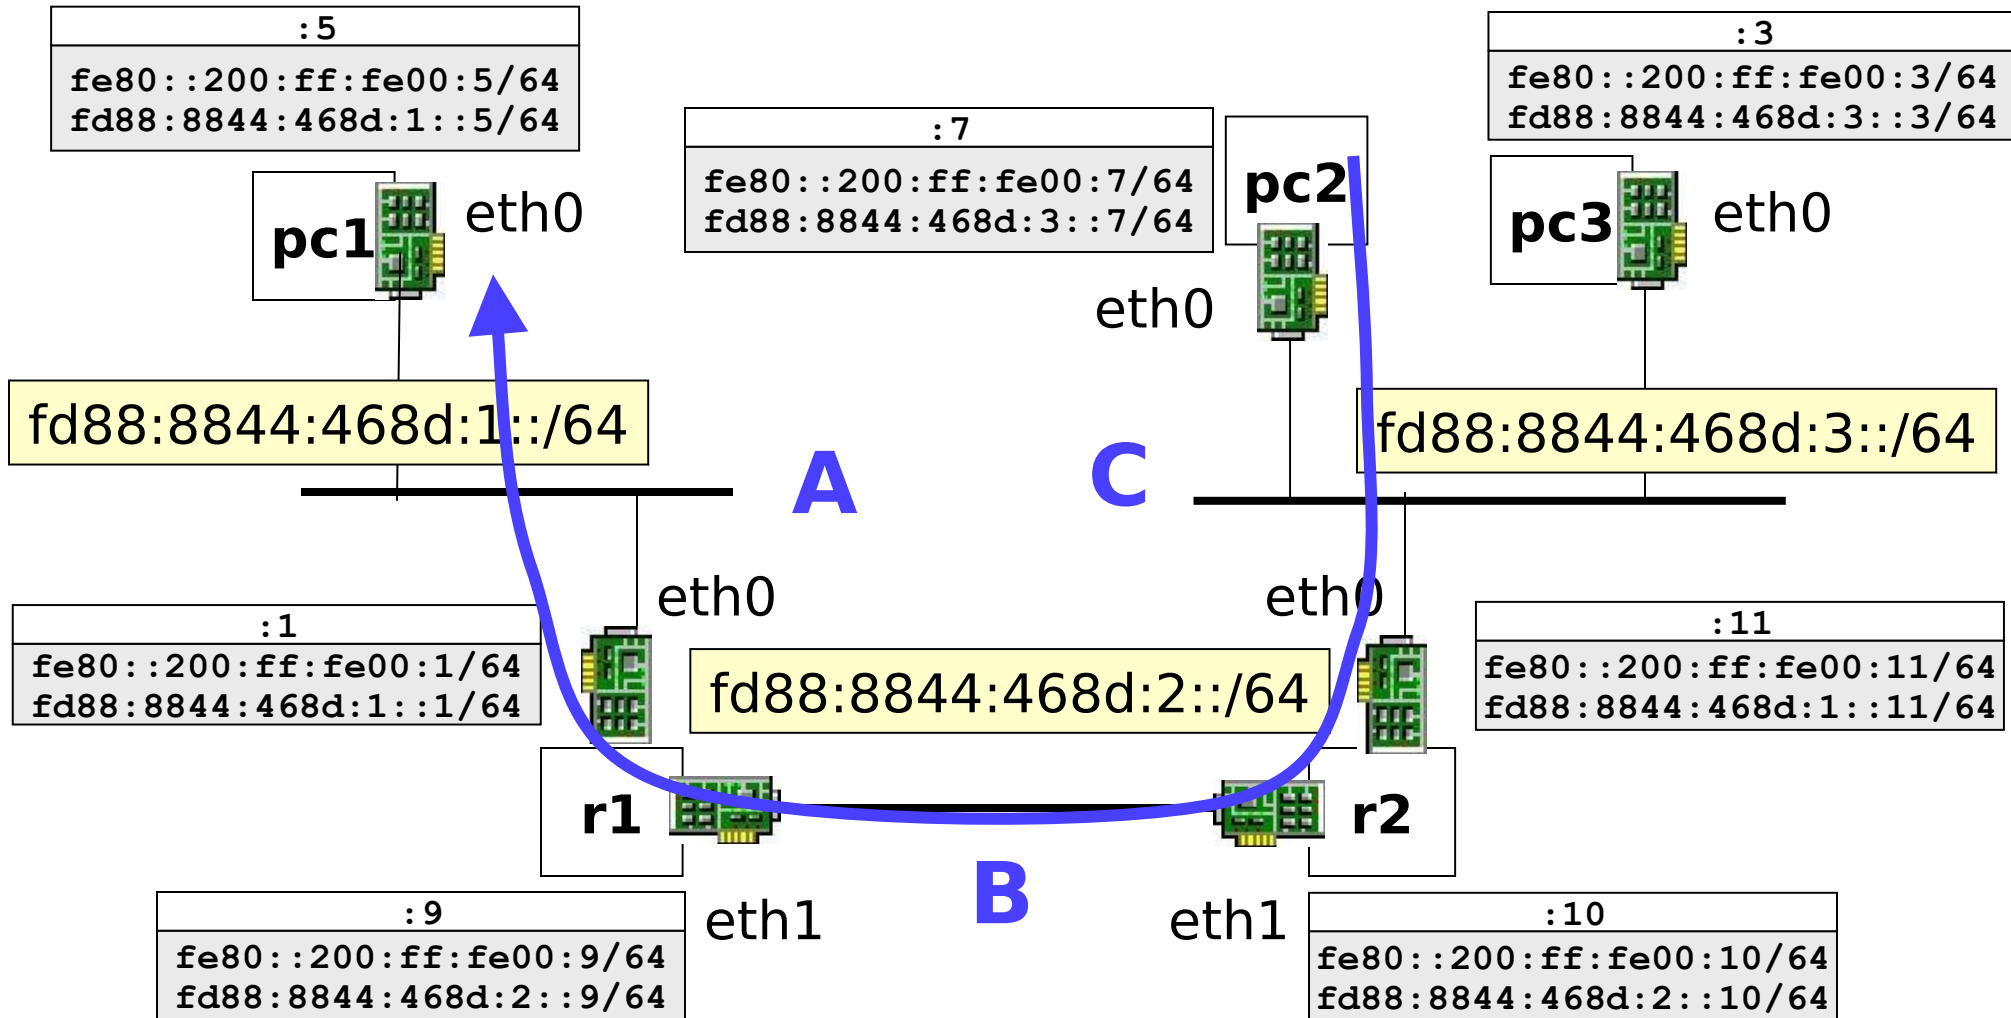 :5
fe80::200:ff:fe00:5/64
fd88:8844:468d:1::5/64
:3
fe80::200:ff:fe00:3/64
fd88:8844:468d:3::3/64
:7
fe80::200:ff:fe00:7/64
fd88:8844:468d:3::7/64
pc1
eth0
pc2
eth0
pc3
eth0
fd88:8844:468d:1::/64
A
C
fd88:8844:468d:3::/64
eth0
eth0
:1
fe80::200:ff:fe00:1/64
fd88:8844:468d:1::1/64
fd88:8844:468d:2::/64
:11
fe80::200:ff:fe00:11/64
fd88:8844:468d:1::11/64
r1
r2
B
:9
fe80::200:ff:fe00:9/64
fd88:8844:468d:2::9/64
eth1
eth1
:10
fe80::200:ff:fe00:10/64
fd88:8844:468d:2::10/64